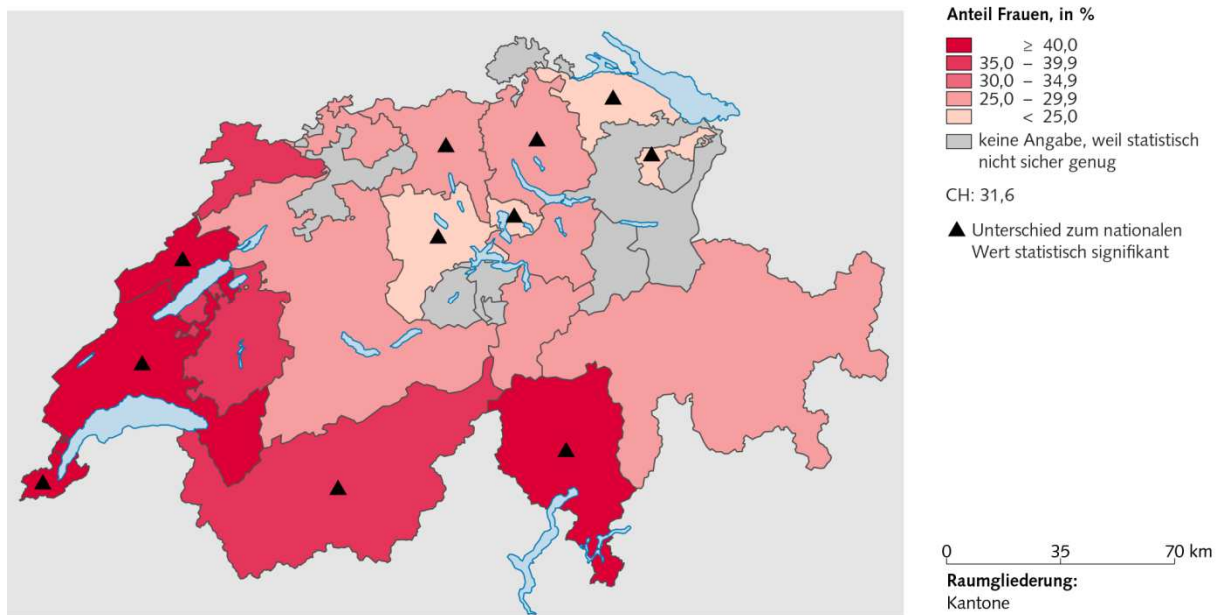 Anteil Frauen, in %
≥ 40,0
35,0 – 39,9
30,0 – 34,9
25,0 – 29,9
< 25,0
keine Angabe, weil statistisch
nicht sicher genug
CH: 31,6
Unterschied zum nationalen
Wert statistisch signifikant
0 35 70 km
Raumgliederung:
Kantone